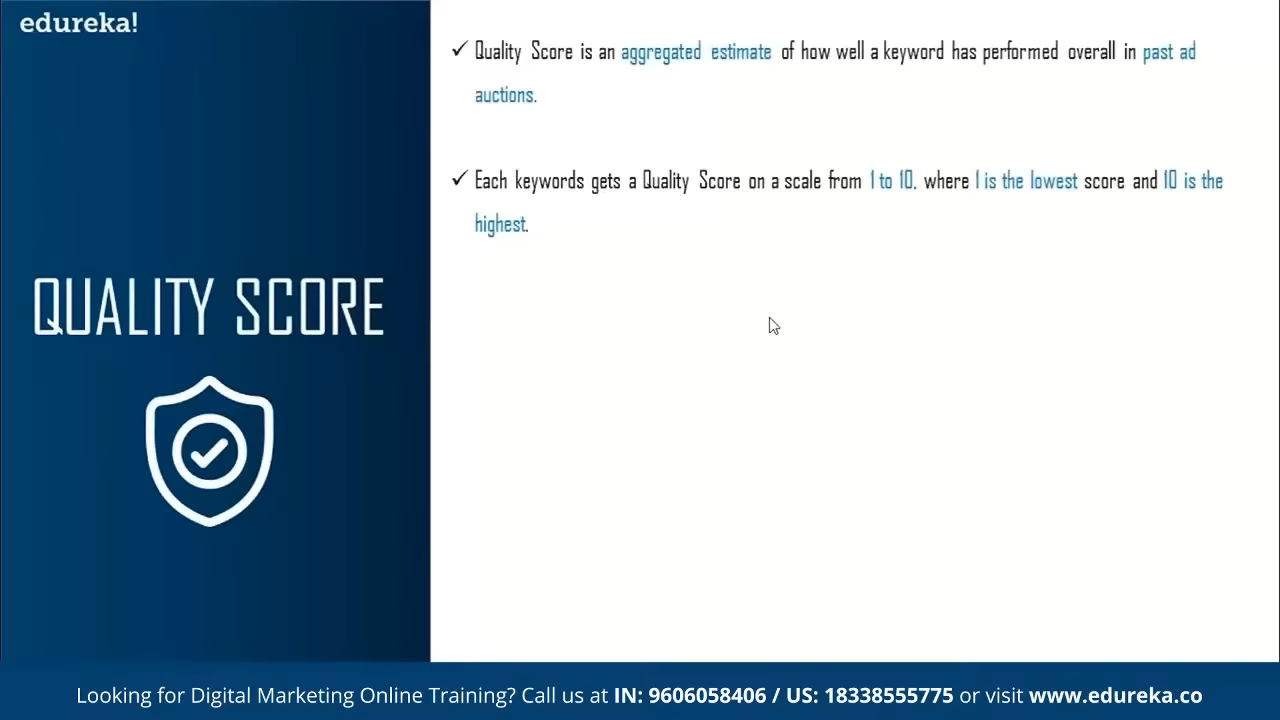 edureka!
✓ Quality Score is an aggregated estimate of how well a keyword has performed overall in past ad
auctions.
✓ Each keywords gets a Quality Score on a scale from 1 to 10, where 1 is the lowest score and 10 is the
highest.
QUALITY SCORE
Looking for Digital Marketing Online Training? Call us at IN: 9606058406 / US: 18338555775 or visit www.edureka.co